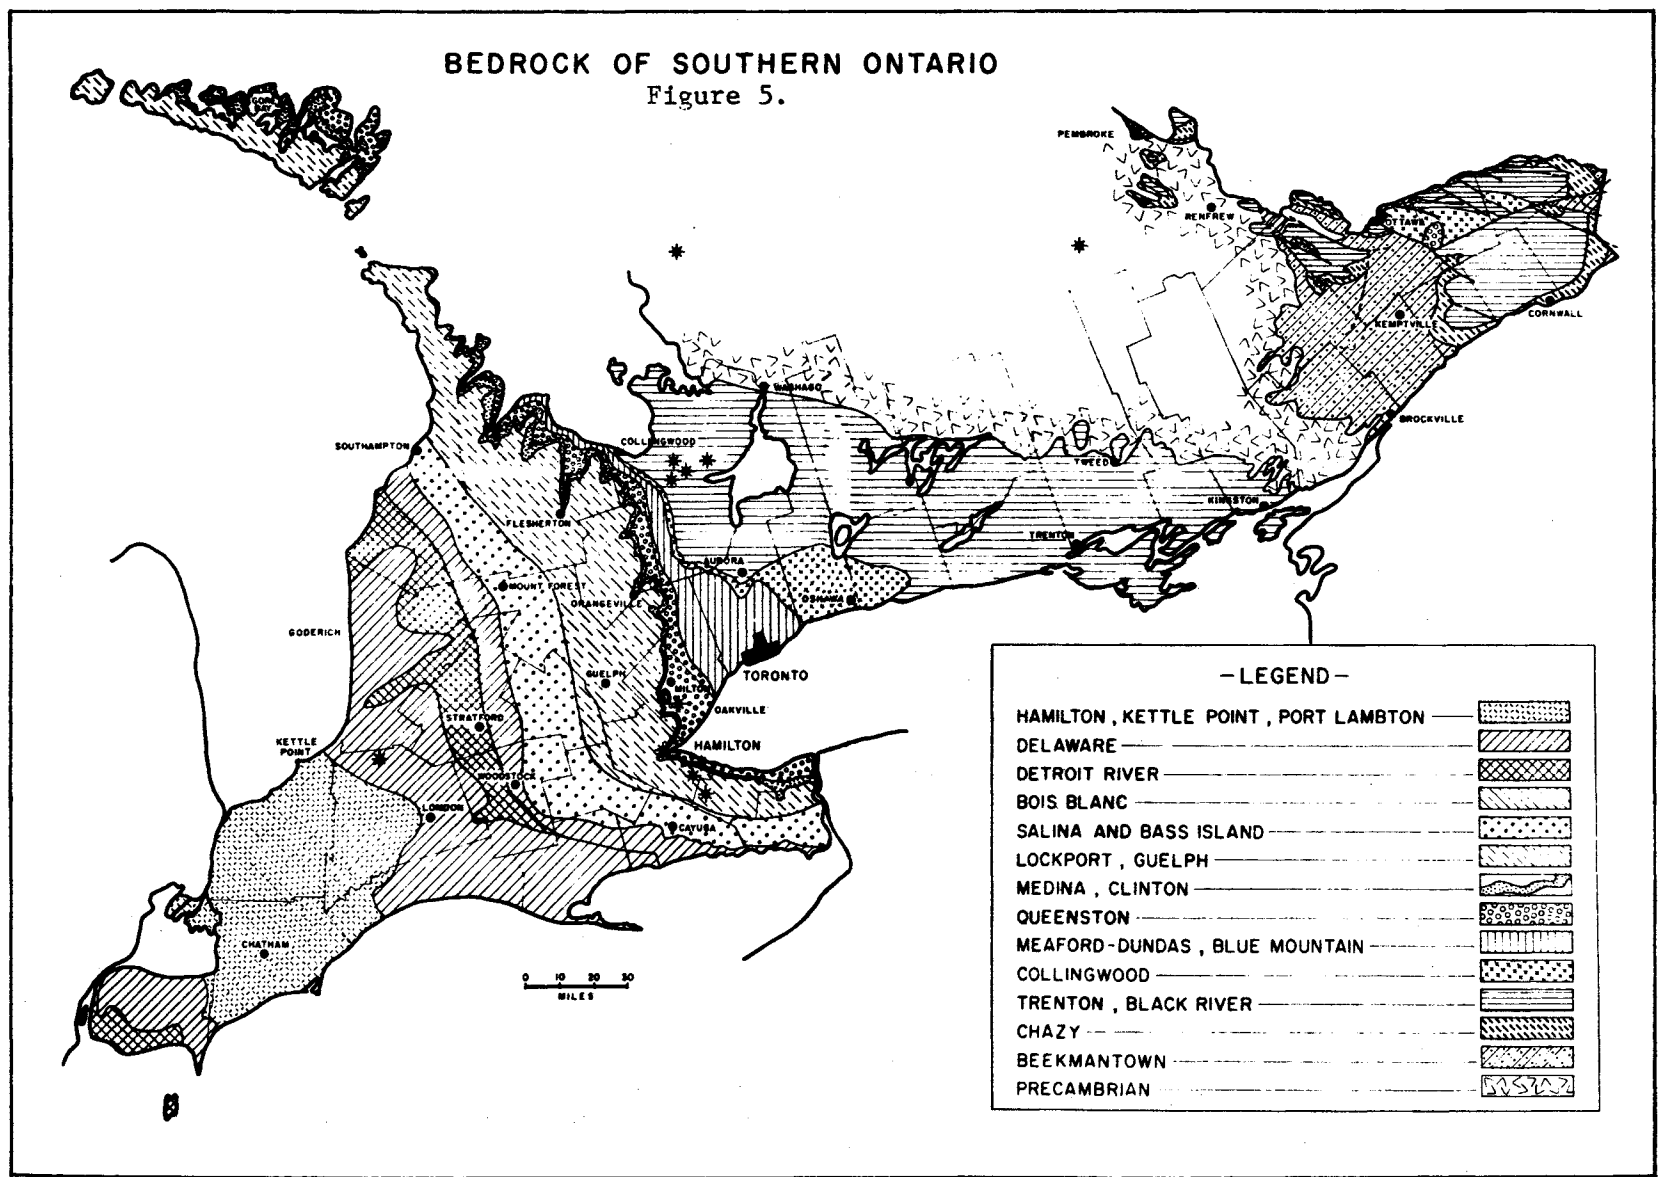 BEDROCK OF SOUTHERN ONTARIO
Figure 5.
GORE BAY
PEMBROKE
RENFREW
OTTAWA
CORNWALL
KEMPTVILLE
BROCKVILLE
WASHAGO
COLLINGWOOD
SOUTHAMPTON
TWEED
KINGSTON
FLESHERTON
TRENTON
AURORA
MOUNT FOREST
ORANGEVILLE
OSHAWA
GODERICH
GUELPH
TORONTO
MILTON
OAKVILLE
STRATFORD
KETTLE
POINT
HAMILTON
WOODSTOCK
LONDON
CAYUGA
CHATHAM
0 10 20 30
MILES
-LEGEND-
HAMILTON, KETTLE POINT, PORT LAMBTON
DELAWARE
DETROIT RIVER
BOIS BLANC
SALINA AND BASS ISLAND
LOCKPORT, GUELPH
MEDINA, CLINTON
QUEENSTON
MEAFORD-DUNDAS, BLUE MOUNTAIN
COLLINGWOOD
TRENTON, BLACK RIVER
CHAZY
BEEKMANTOWN
PRECAMBRIAN